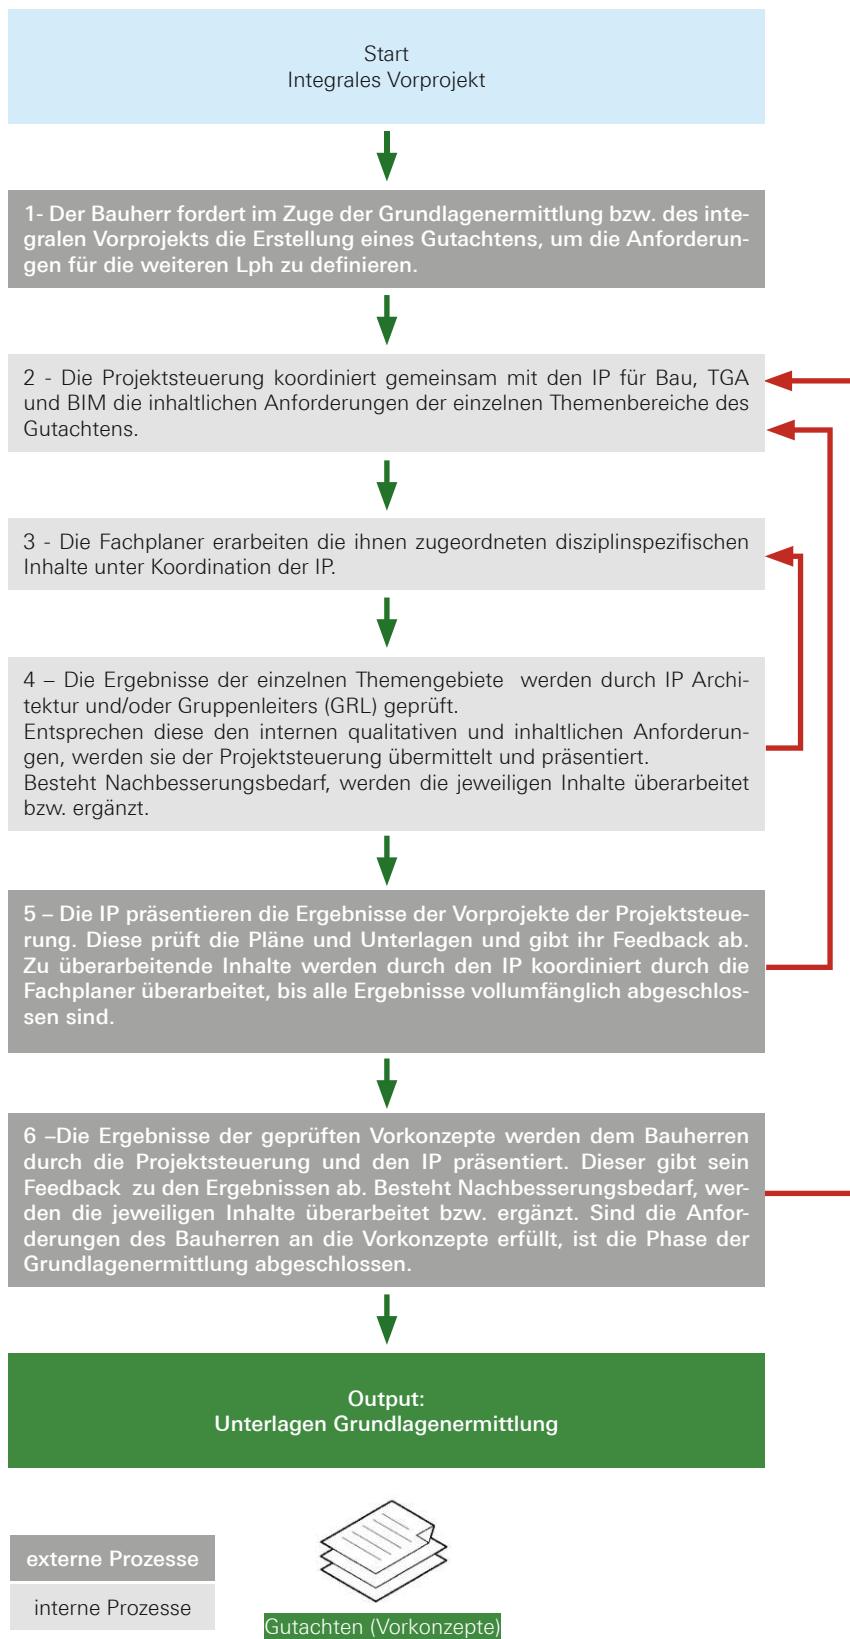 Start
Integrales Vorprojekt
1- Der Bauherr fordert im Zuge der Grundlagenermittlung bzw. des inte-
gralen Vorprojekts die Erstellung eines Gutachtens, um die Anforderun-
gen für die weiteren Lph zu definieren.
2 - Die Projektsteuerung koordiniert gemeinsam mit den IP für Bau, TGA
und BIM die inhaltlichen Anforderungen der einzelnen Themenbereiche des
Gutachtens.
3 - Die Fachplaner erarbeiten die ihnen zugeordneten disziplinspezifischen
Inhalte unter Koordination der IP.
4 – Die Ergebnisse der einzelnen Themengebiete werden durch IP Archi-
tektur und/oder Gruppenleiters (GRL) geprüft.
Entsprechen diese den internen qualitativen und inhaltlichen Anforderun-
gen, werden sie der Projektsteuerung übermittelt und präsentiert.
Besteht Nachbesserungsbedarf, werden die jeweiligen Inhalte überarbeitet
bzw. ergänzt.
5 – Die IP präsentieren die Ergebnisse der Vorprojekte der Projektsteue-
rung. Diese prüft die Pläne und Unterlagen und gibt ihr Feedback ab.
Zu überarbeitende Inhalte werden durch den IP koordiniert durch die
Fachplaner überarbeitet, bis alle Ergebnisse vollumfänglich abgeschlos-
sen sind.
6 –Die Ergebnisse der geprüften Vorkonzepte werden dem Bauherren
durch die Projektsteuerung und den IP präsentiert. Dieser gibt sein
Feedback zu den Ergebnissen ab. Besteht Nachbesserungsbedarf, wer-
den die jeweiligen Inhalte überarbeitet bzw. ergänzt. Sind die Anfor-
derungen des Bauherren an die Vorkonzepte erfüllt, ist die Phase der
Grundlagenermittlung abgeschlossen.
Output:
Unterlagen Grundlagenermittlung
externe Prozesse
interne Prozesse
Gutachten (Vorkonzepte)